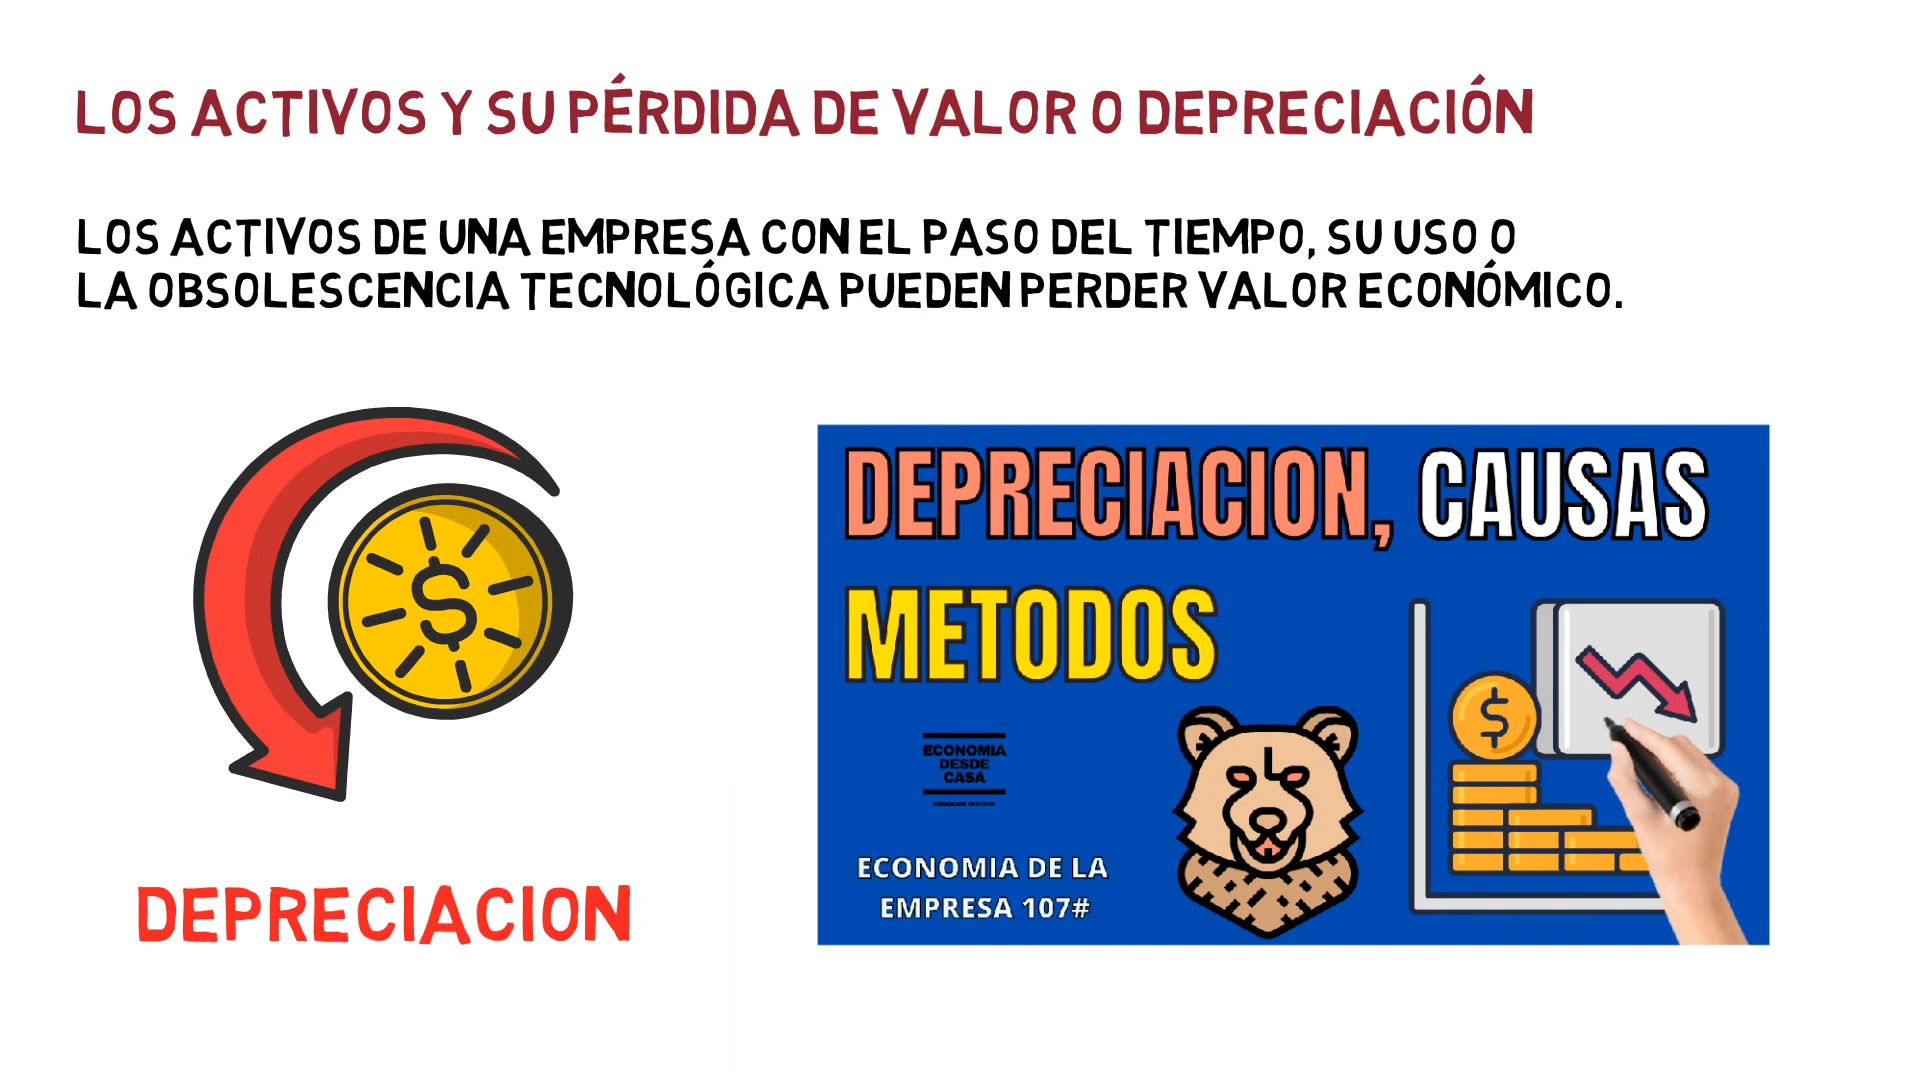 LOS ACTIVOS Y SU PÉRDIDA DE VALOR O DEPRECIACIÓN
LOS ACTIVOS DE UNA EMPRESA CON EL PASO DEL TIEMPO, SU USO O
LA OBSOLESCENCIA TECNOLÓGICA PUEDEN PERDER VALOR ECONÓMICO.
DEPRECIACION
DEPRECIACION, CAUSAS
METODOS
ECONOMIA
DESDE
CASA
FORMACION GRATUITA
ECONOMIA DE LA
EMPRESA 107#
$
$